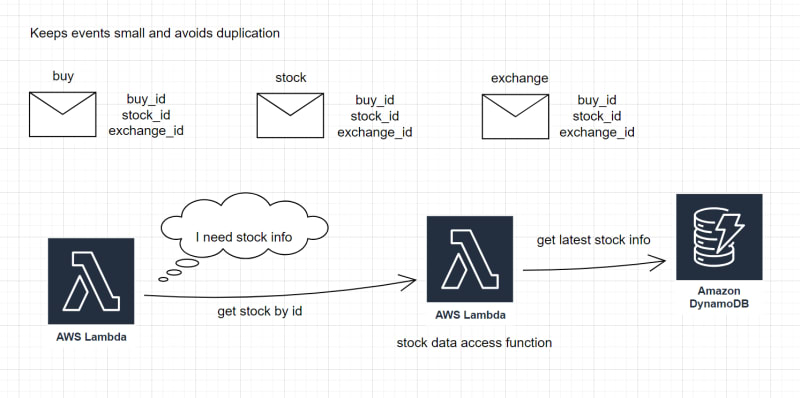 Keeps events small and avoids duplication
buy
stock
exchange
buy_id
stock_id
exchange_id
buy_id
stock_id
exchange_id
buy_id
stock_id
exchange_id
I need stock info
get latest stock info
get stock by id
Amazon
DynamoDB
AWS Lambda
AWS Lambda
stock data access function